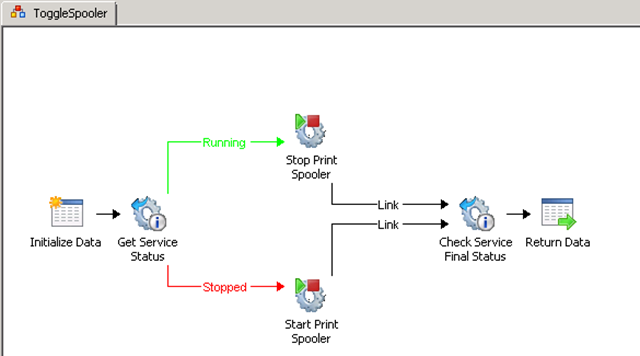 ToggleSpooler
Running
Stop Print
Spooler
Link
Initialize Data
Get Service
Status
Link
Check Service
Final Status
Return Data
Stopped
Start Print
Spooler